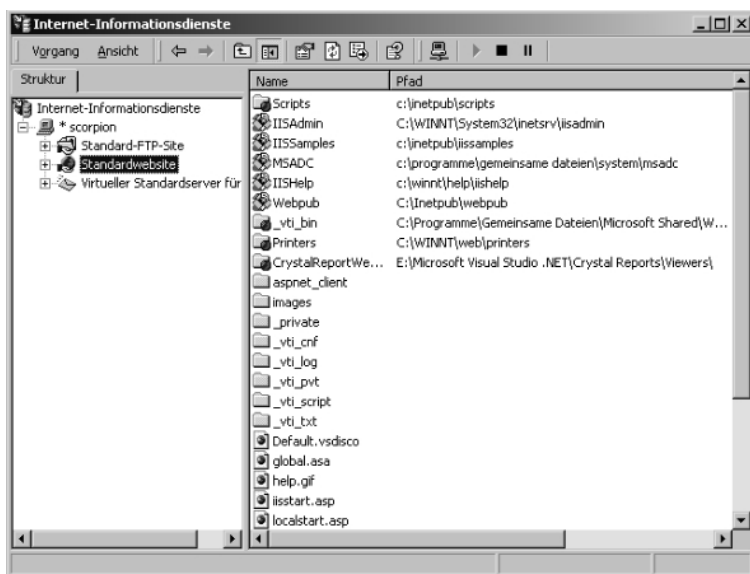 Internet-Informationsdienste
Vorgang Ansicht
Struktur
Internet-Informationsdienste
* scorpion
Standard-FTP-Site
Standardwebsite
Virtueller Standardserver für
Name Pfad
Scripts c:\inetpub\scripts
IISAdmin C:\WINNT\System32\inetsrv\iisadmin
IISSamples c:\inetpub\iissamples
MSADC c:\programme\gemeinsame dateien\system\msadc
IISHelp c:\winnt\help\iishelp
Webpub C:\Inetpub\webpub
_vti_bin C:\Programme\Gemeinsame Dateien\Microsoft Shared\W...
Printers C:\WINNT\web\printers
CrystalReportWe... E:\Microsoft Visual Studio .NET\Crystal Reports\Viewers\
aspnet_client
images
_private
_vti_cnf
_vti_log
_vti_pvt
_vti_script
_vti_txt
Default.vsdisco
global.asa
help.gif
iisstart.asp
localstart.asp